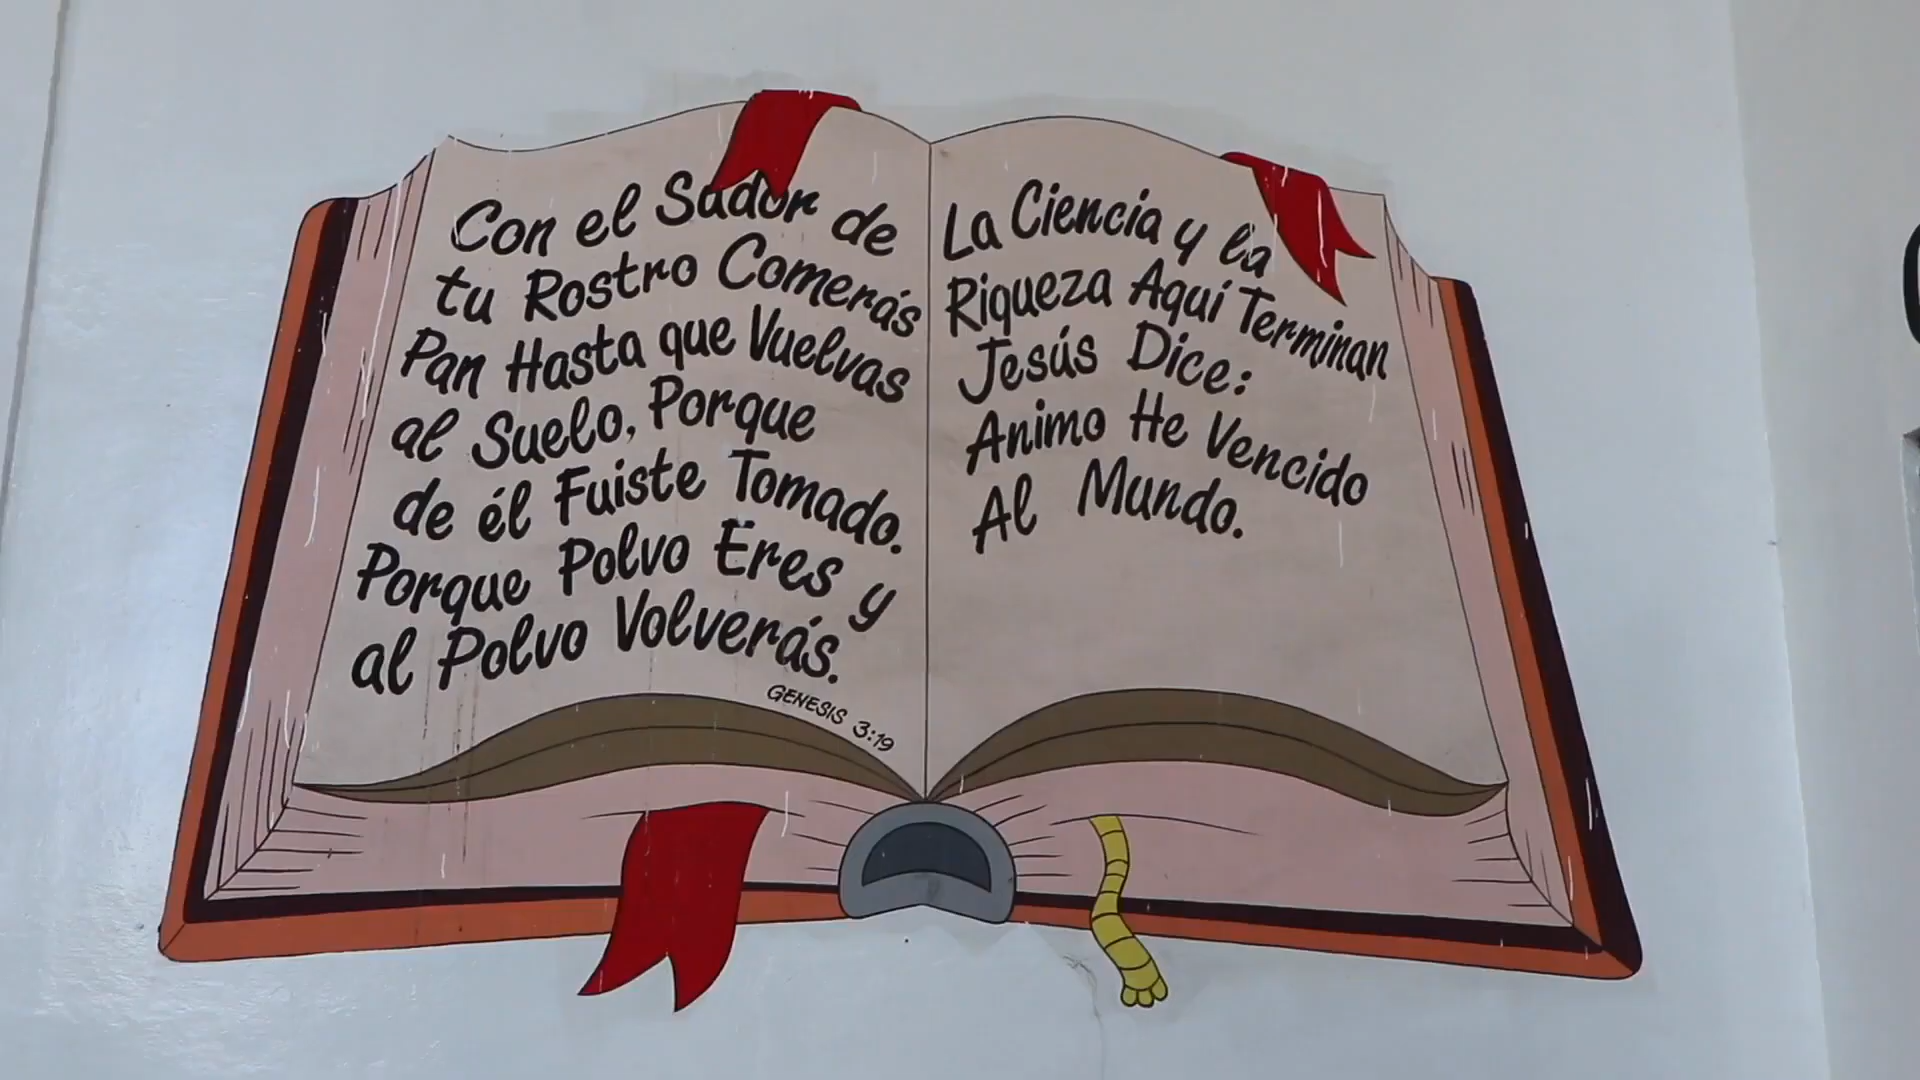 Con el Sudor de
tu Rostro Comerás
Pan Hasta que Vuelvas
al Suelo, Porque
de él Fuiste Tomado.
Porque Polvo Eres y
al Polvo Volverás.
GENESIS 3:19
La Ciencia y la
Riqueza Aquí Terminan
Jesús Dice:
Animo He Vencido
Al Mundo.